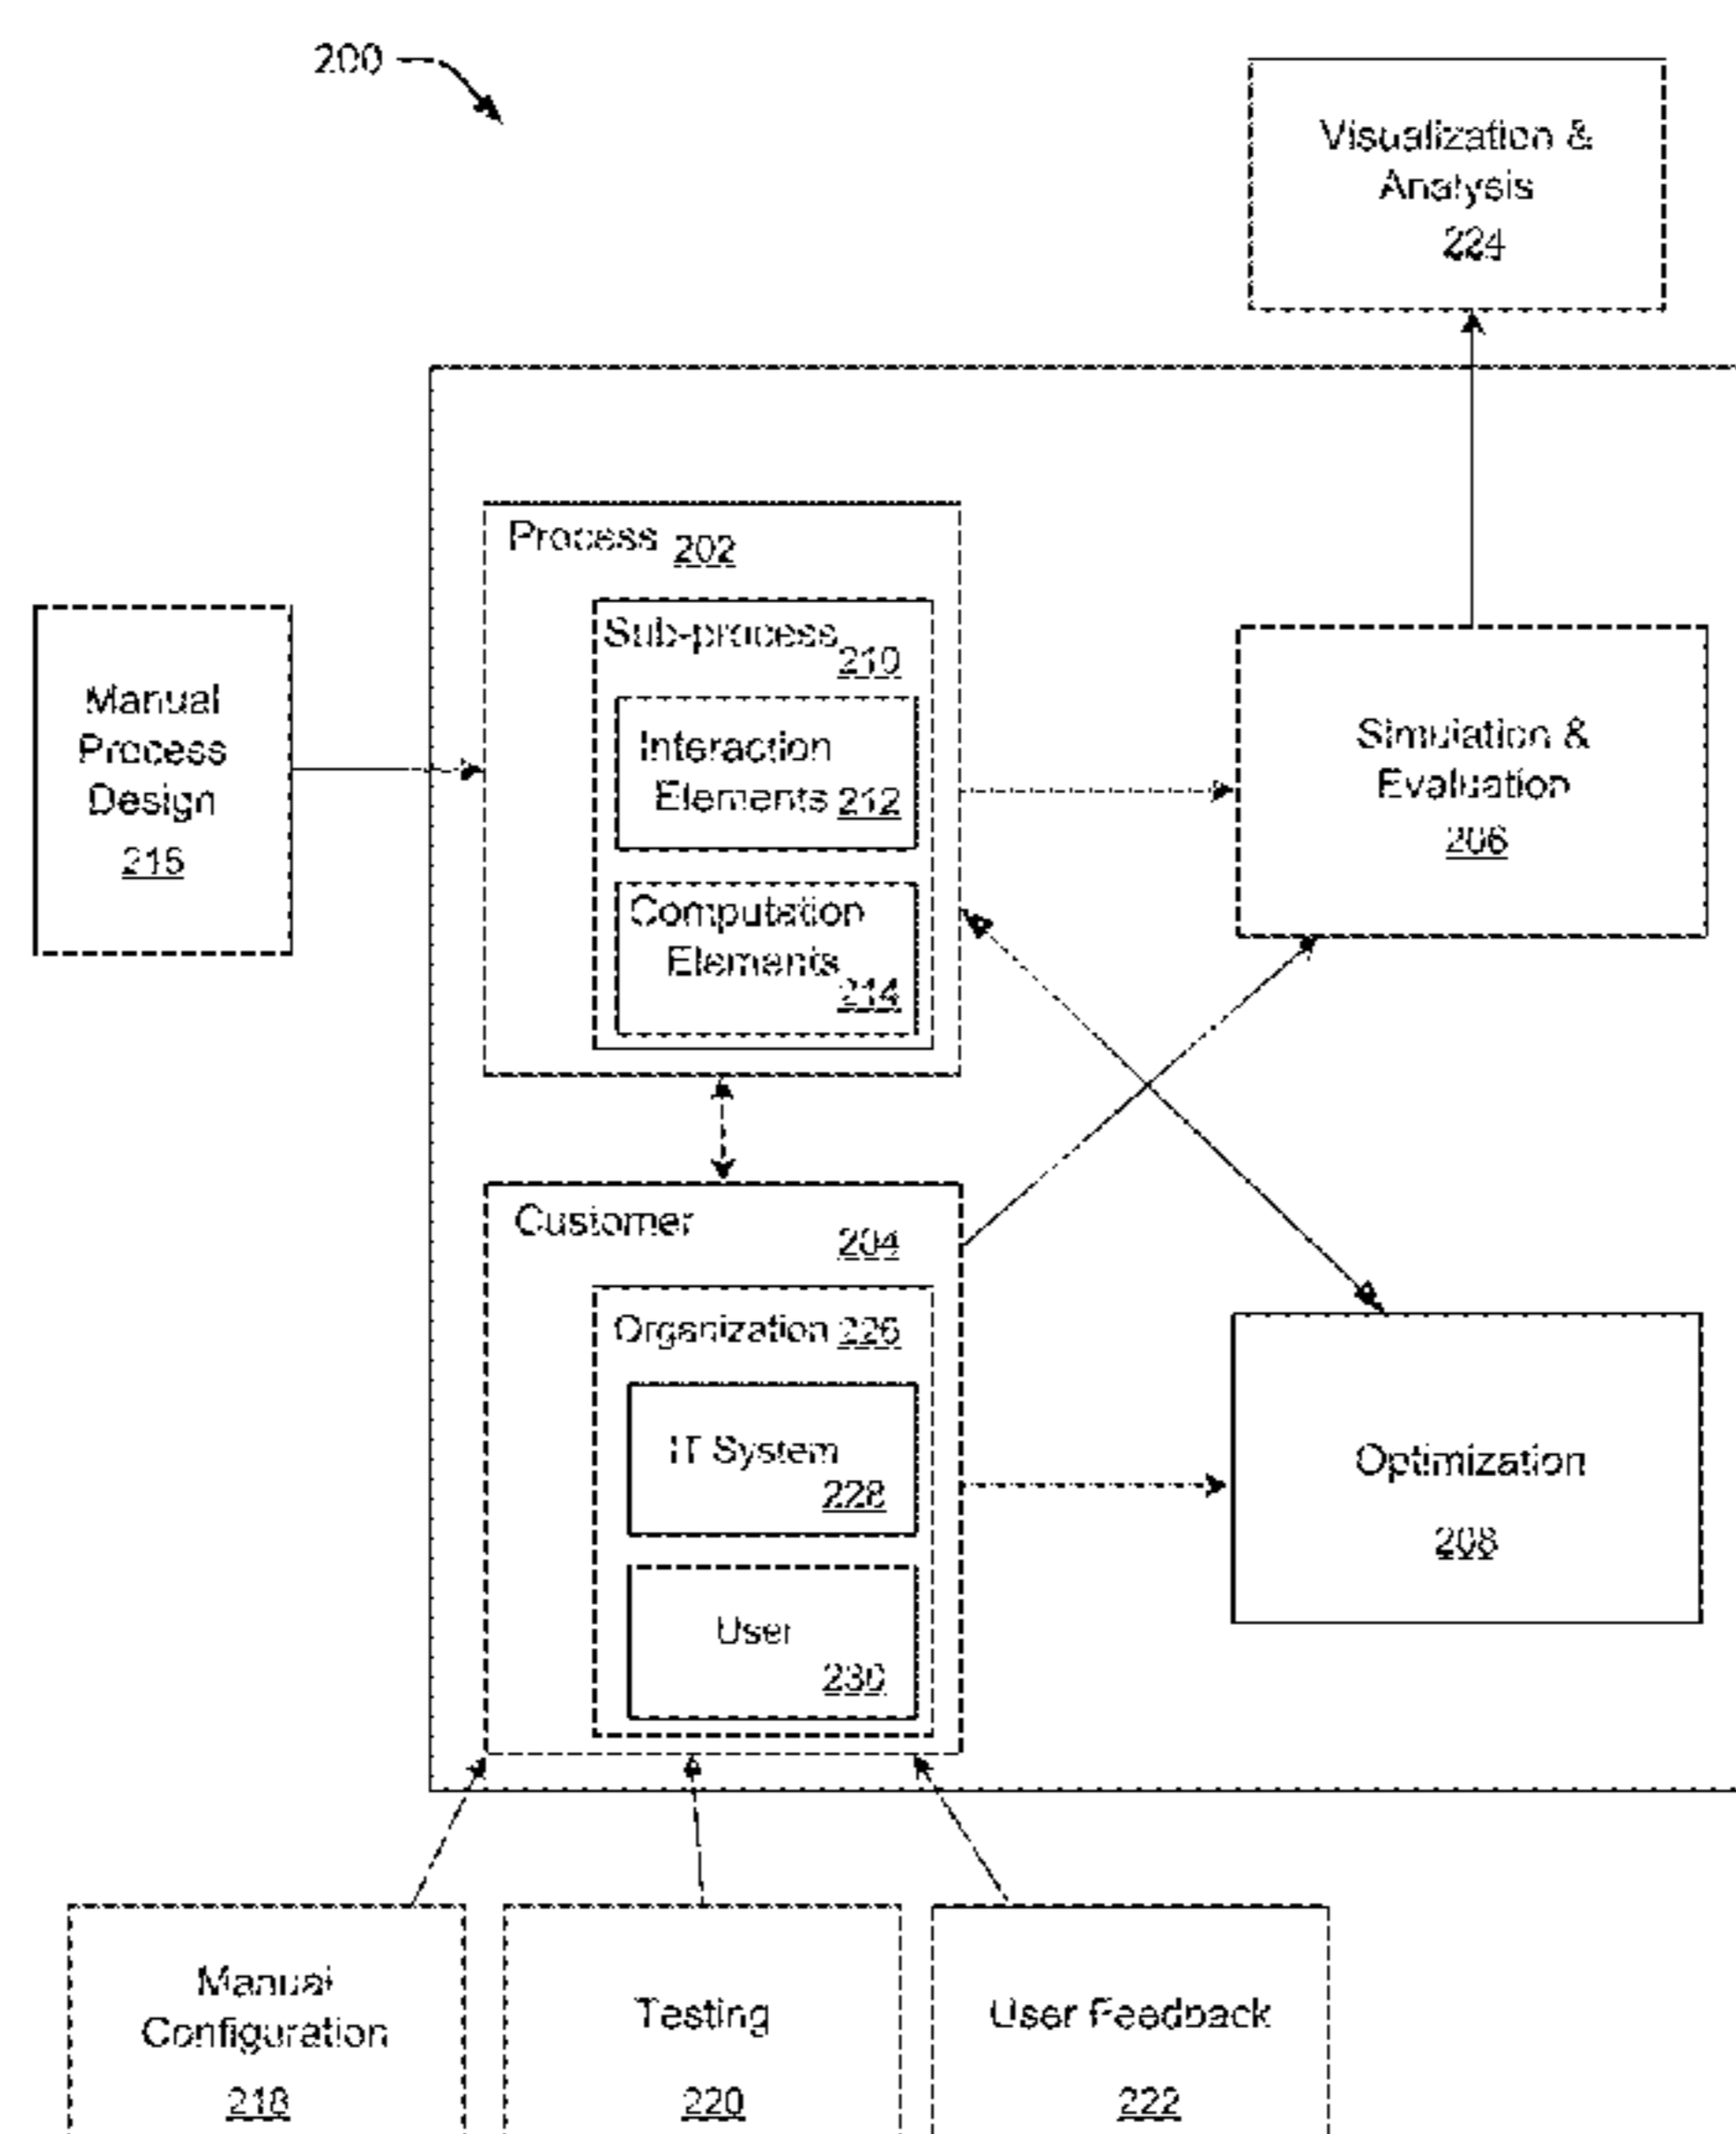 200
Visualization &
Analysis
224
Process 202
Sub-process 210
Interaction
Elements 212
Computation
Elements 214
Manual
Process
Design
216
Simulation &
Evaluation
206
Customer 204
Organization 226
IT System
228
User
230
Optimization
208
Manual
Configuration
218
Testing
220
User Feedback
222